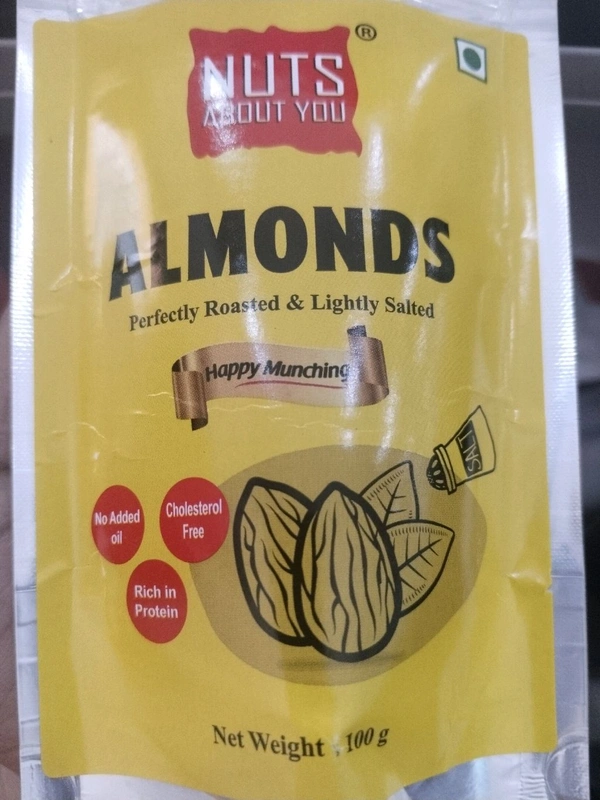 NUTS
ABOUT YOU
®
ALMONDS
Perfectly Roasted & Lightly Salted
Happy Munching
SALT
No Added
oil
Cholesterol
Free
Rich in
Protein
Net Weight : 100 g